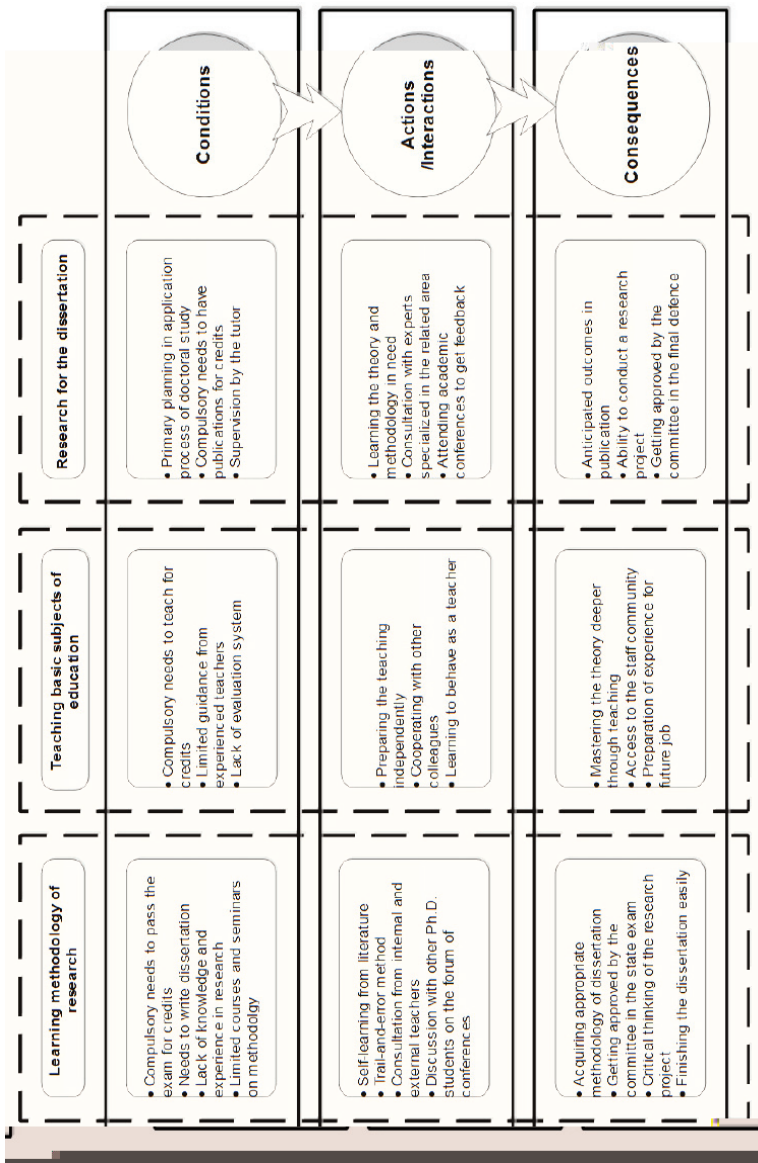 Learning methodology of
research
Teaching basic subjects of
education
Research for the dissertation
• Compulsory needs to pass the
exam for credits
• Needs to write dissertation
• Lack of knowledge and
experience in research
• Limited courses and seminars
on methodolgy
• Compulsory needs to teach for
credits
• Limited guidance from
experienced teachers
• Lack of evaluation system
• Primary planning in application
process of doctoral study
• Compulsory needs to have
publications for credits
• Supervision by the tutor
Conditions
• Self-learning from literature
• Trail-and-error method
• Consultation from internal and
external teachers
• Discussion with other Ph.D.
students on the forum of
conferences
• Preparing the teaching
independently
• Cooperating with other
colleagues
• Learning to behave as a teacher
• Learning the theory and
methodology in need
• Consultation with experts
specialized in the related area
• Attending academic
conferences to get feedback
Actions
/Interactions
• Acquiring appropriate
methodology of dissertation
• Getting approved by the
committee in the state exam
• Critical thinking of the research
project
• Finishing the dissertation easily
• Mastering the theory deeper
through teaching
• Access to the staff community
• Preparation of experience for
future job
• Anticipated outcomes in
publication
• Ability to conduct a research
project
• Getting approved by the
committee in the final defence
Consequences